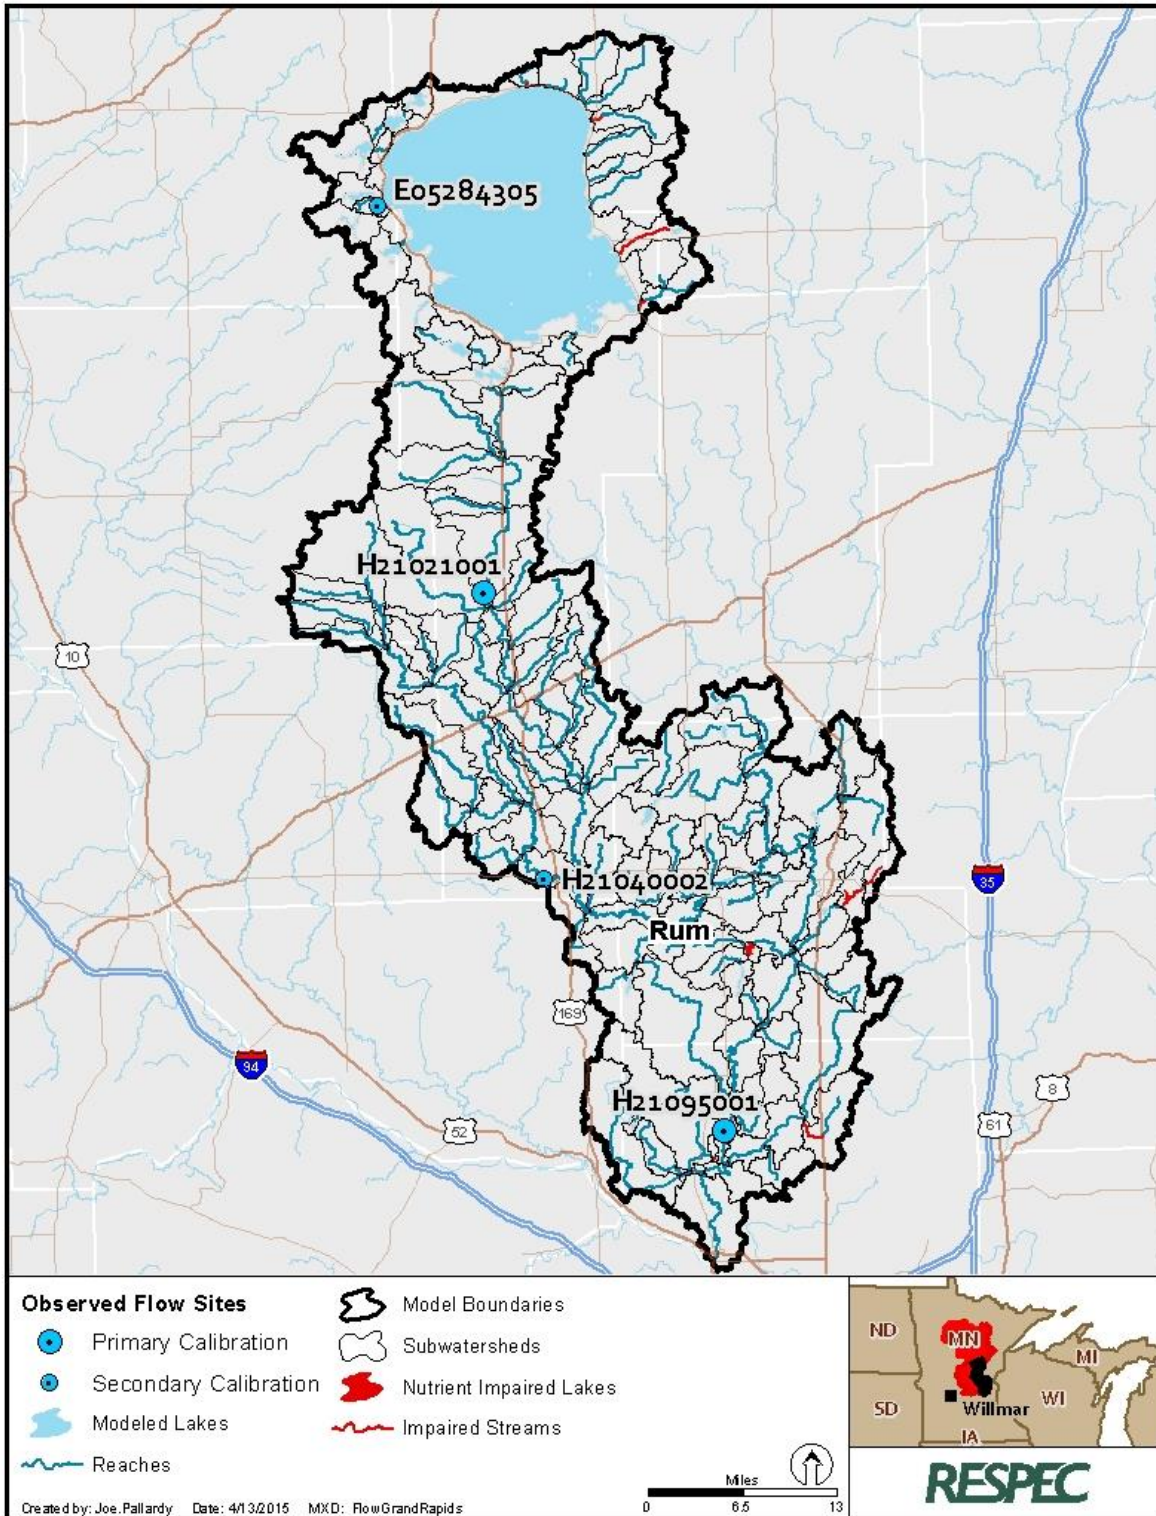 E05284305
H21021001
10
H21040002
35
Rum
169
94
H21095001
8
52
61
Observed Flow Sites
Primary Calibration
Secondary Calibration
Modeled Lakes
Reaches
Model Boundaries
Subwatersheds
Nutrient Impaired Lakes
Impaired Streams
Miles
0 6.5 13
Created by: Joe.Pallardy Date: 4/13/2015 MXD: FlowGrandRapids
ND
MN
MI
SD
WI
Willmar
IA
RESPEC